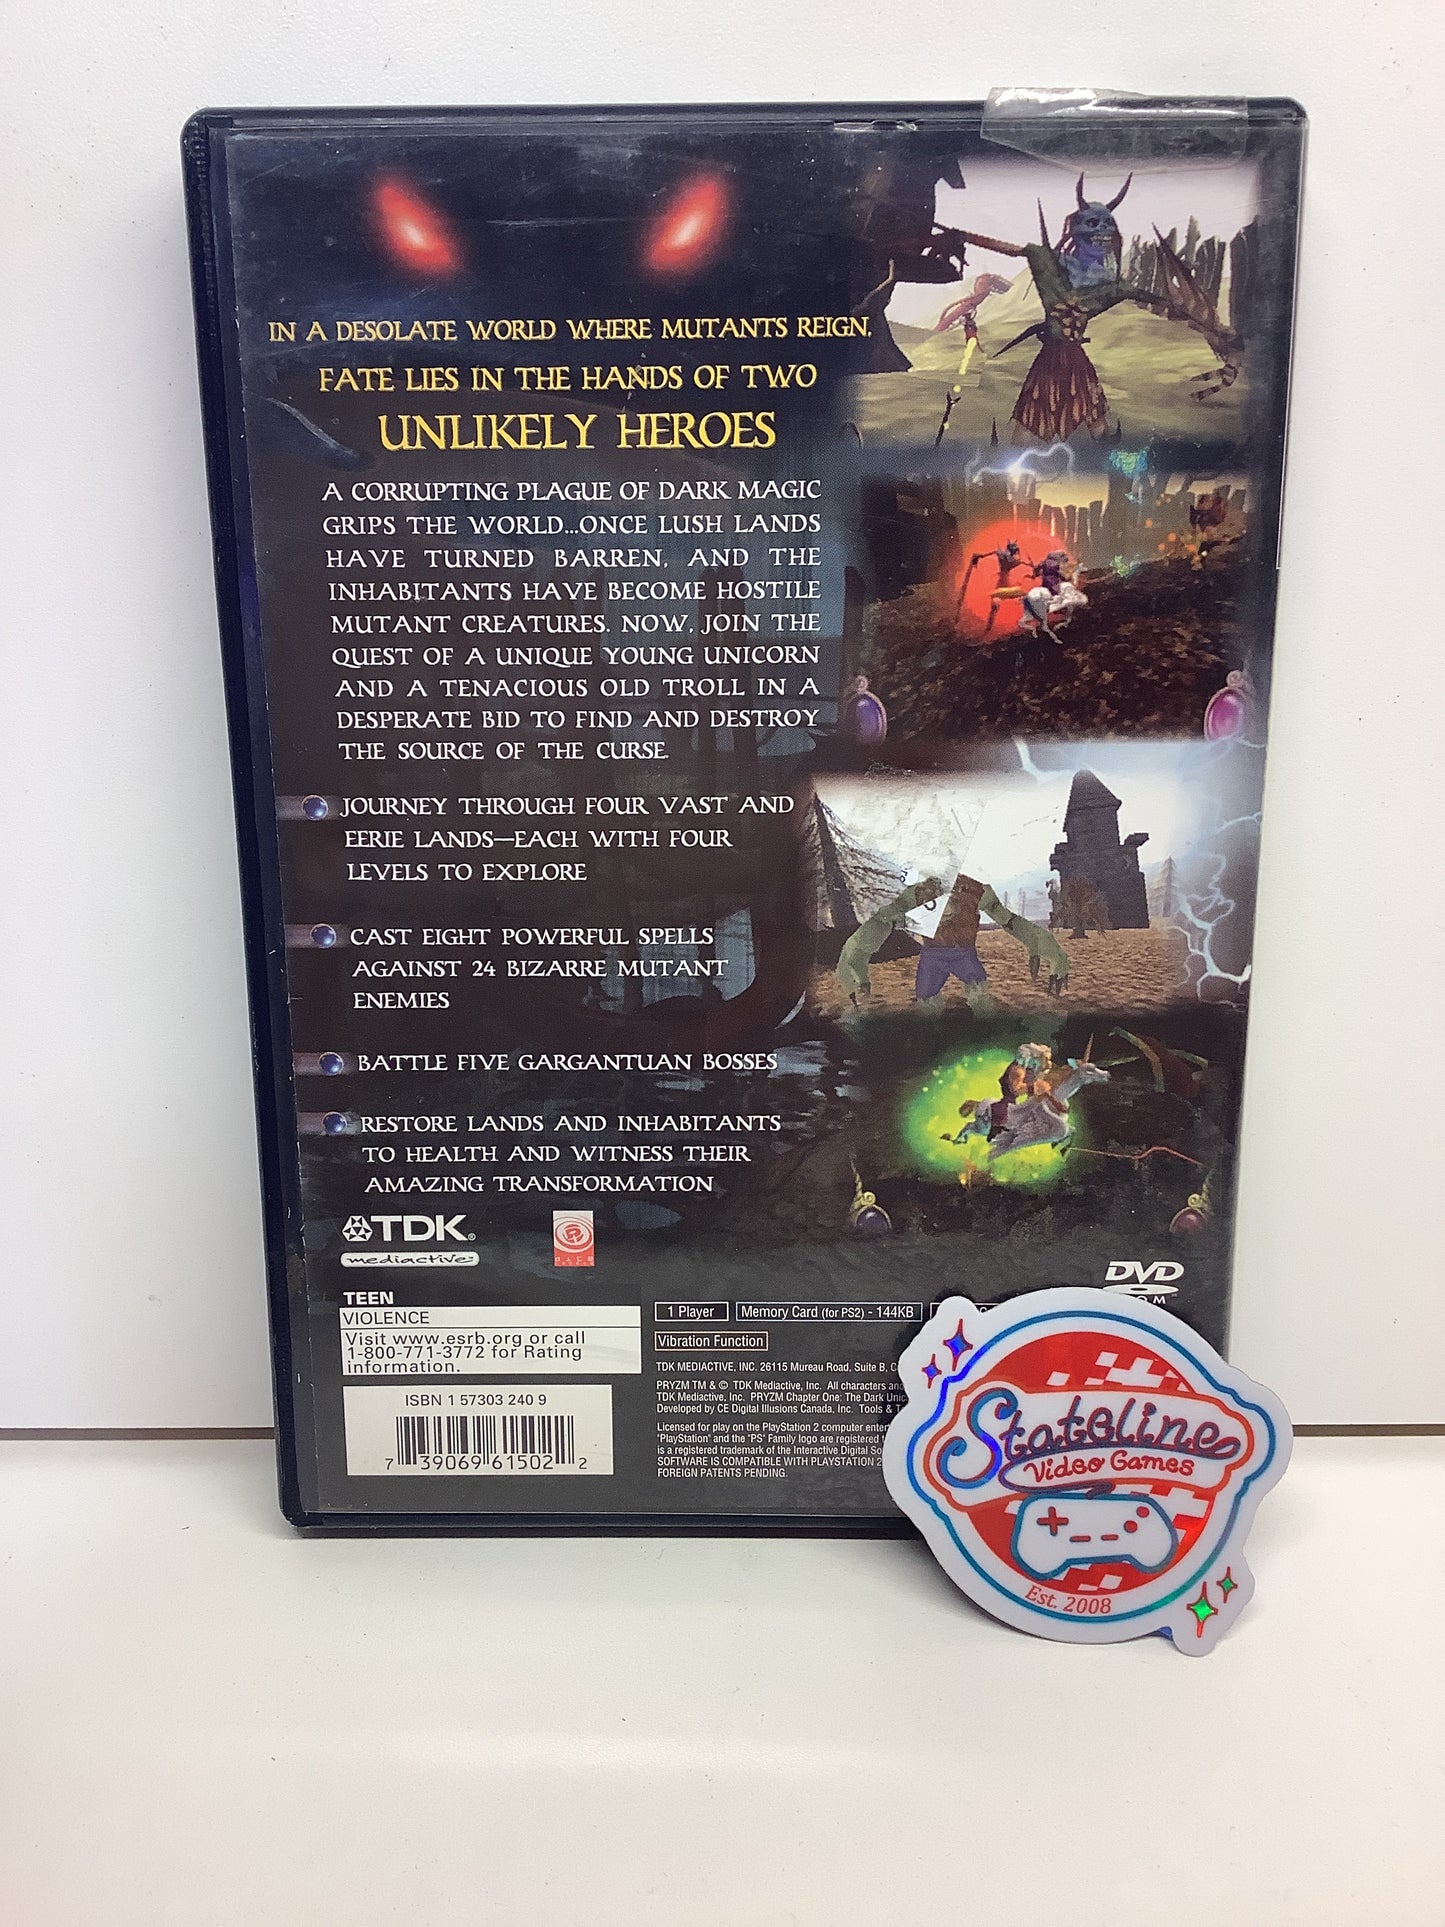 IN A DESOLATE WORLD WHERE MUTANTS REIGN,
FATE LIES IN THE HANDS OF TWO
UNLIKELY HEROES
A CORRUPTING PLAGUE OF DARK MAGIC
GRIPS THE WORLD...ONCE LUSH LANDS
HAVE TURNED BARREN, AND THE
INHABITANTS HAVE BECOME HOSTILE
MUTANT CREATURES. NOW, JOIN THE
QUEST OF A UNIQUE YOUNG UNICORN
AND A TENACIOUS OLD TROLL IN A
DESPERATE BID TO FIND AND DESTROY
THE SOURCE OF THE CURSE.
JOURNEY THROUGH FOUR VAST AND
EERIE LANDS—EACH WITH FOUR
LEVELS TO EXPLORE
CAST EIGHT POWERFUL SPELLS
AGAINST 24 BIZARRE MUTANT
ENEMIES
BATTLE FIVE GARGANTUAN BOSSES
RESTORE LANDS AND INHABITANTS
TO HEALTH AND WITNESS THEIR
AMAZING TRANSFORMATION
TDK®
mediactive™
DVD
TEEN
VIOLENCE
Visit www.esrb.org or call
1-800-771-3772 for Rating
information.
ISBN 1 57303 240 9
7 39069 61502 2
1 Player Memory Card (for PS2) - 144KB
Vibration Function
TDK MEDIACTIVE, INC. 26115 Mureau Road, Suite B,
PRYZM TM & © TDK Mediactive, Inc. All characters and
TDK Mediactive, Inc. PRYZM Chapter One: The Dark
Developed by CE Digital Illusions Canada, Inc. Tools &
Licensed for play on the PlayStation 2 computer
"PlayStation" and the "PS" Family logo are registered
is a registered trademark of the Interactive Digital
SOFTWARE IS COMPATIBLE WITH PLAYSTATION 2
FOREIGN PATENTS PENDING.
Stateline
Video Games
Est. 2008